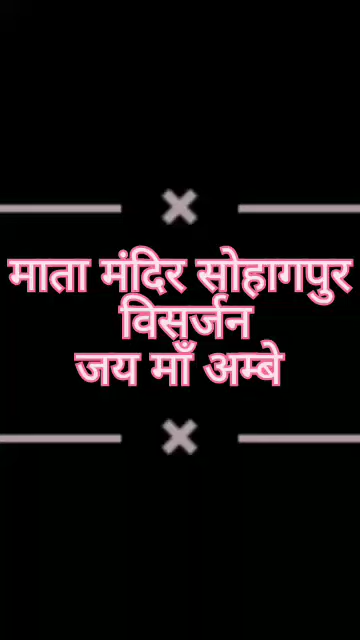 माता मंदिर सोहागपुर
विसर्जन
जय माँ अम्बे